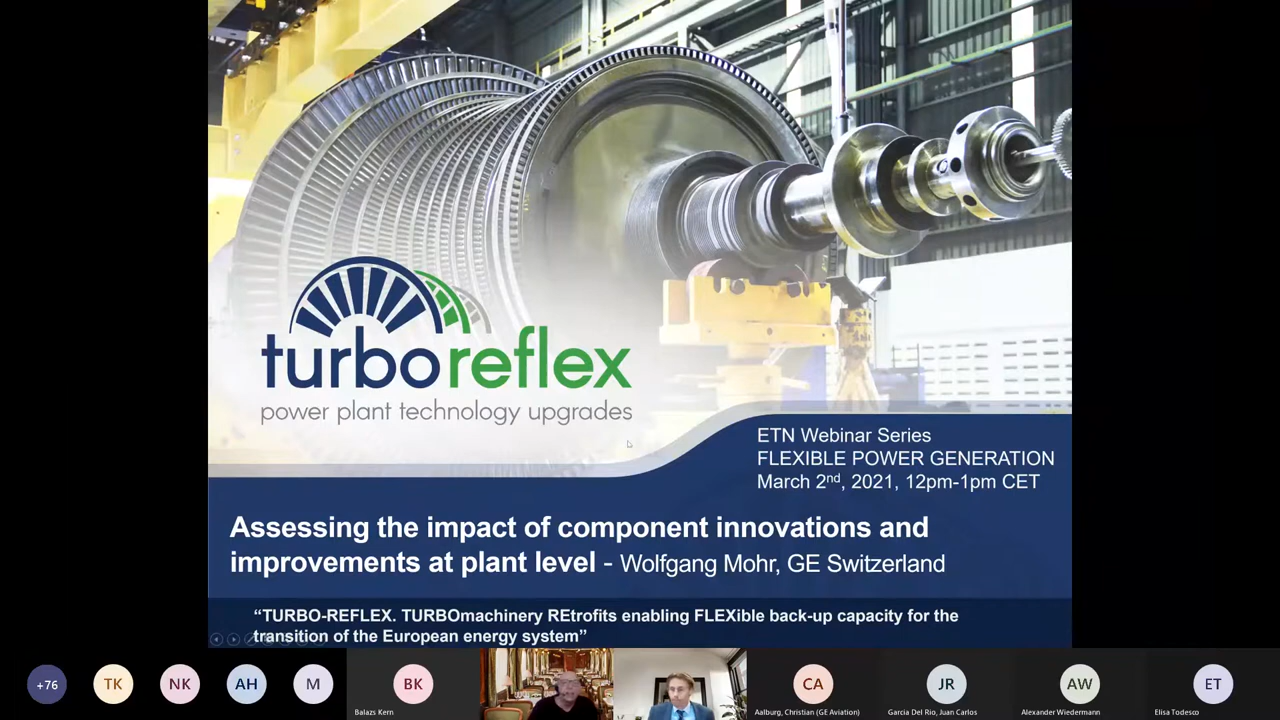 turboreflex
power plant technology upgrades
ETN Webinar Series
FLEXIBLE POWER GENERATION
March 2nd, 2021, 12pm-1pm CET
Assessing the impact of component innovations and
improvements at plant level - Wolfgang Mohr, GE Switzerland
“TURBO-REFLEX. TURBOmachinery REtrofits enabling FLEXible back-up capacity for the
transition of the European energy system”
+76
TK
NK
AH
M
BK
CA
JR
AW
ET
Balazs Kern
Aalburg, Christian (GE Aviation)
Garcia Del Rio, Juan Carlos
Alexander Wiedermann
Elisa Todesco